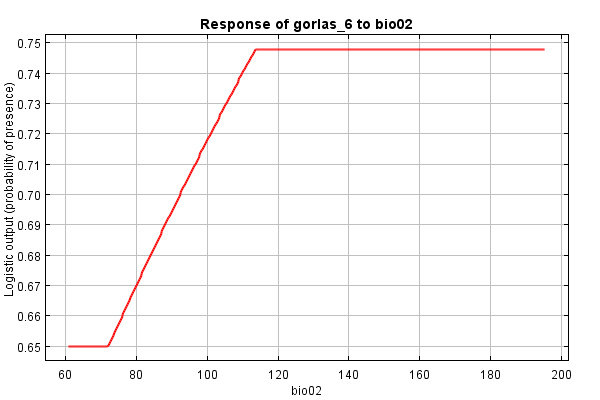 Response of gorlas_6 to bio02
Logistic output (probability of presence)
0.75
0.74
0.73
0.72
0.71
0.70
0.69
0.68
0.67
0.66
0.65
60 80 100 120 140 160 180 200
bio02